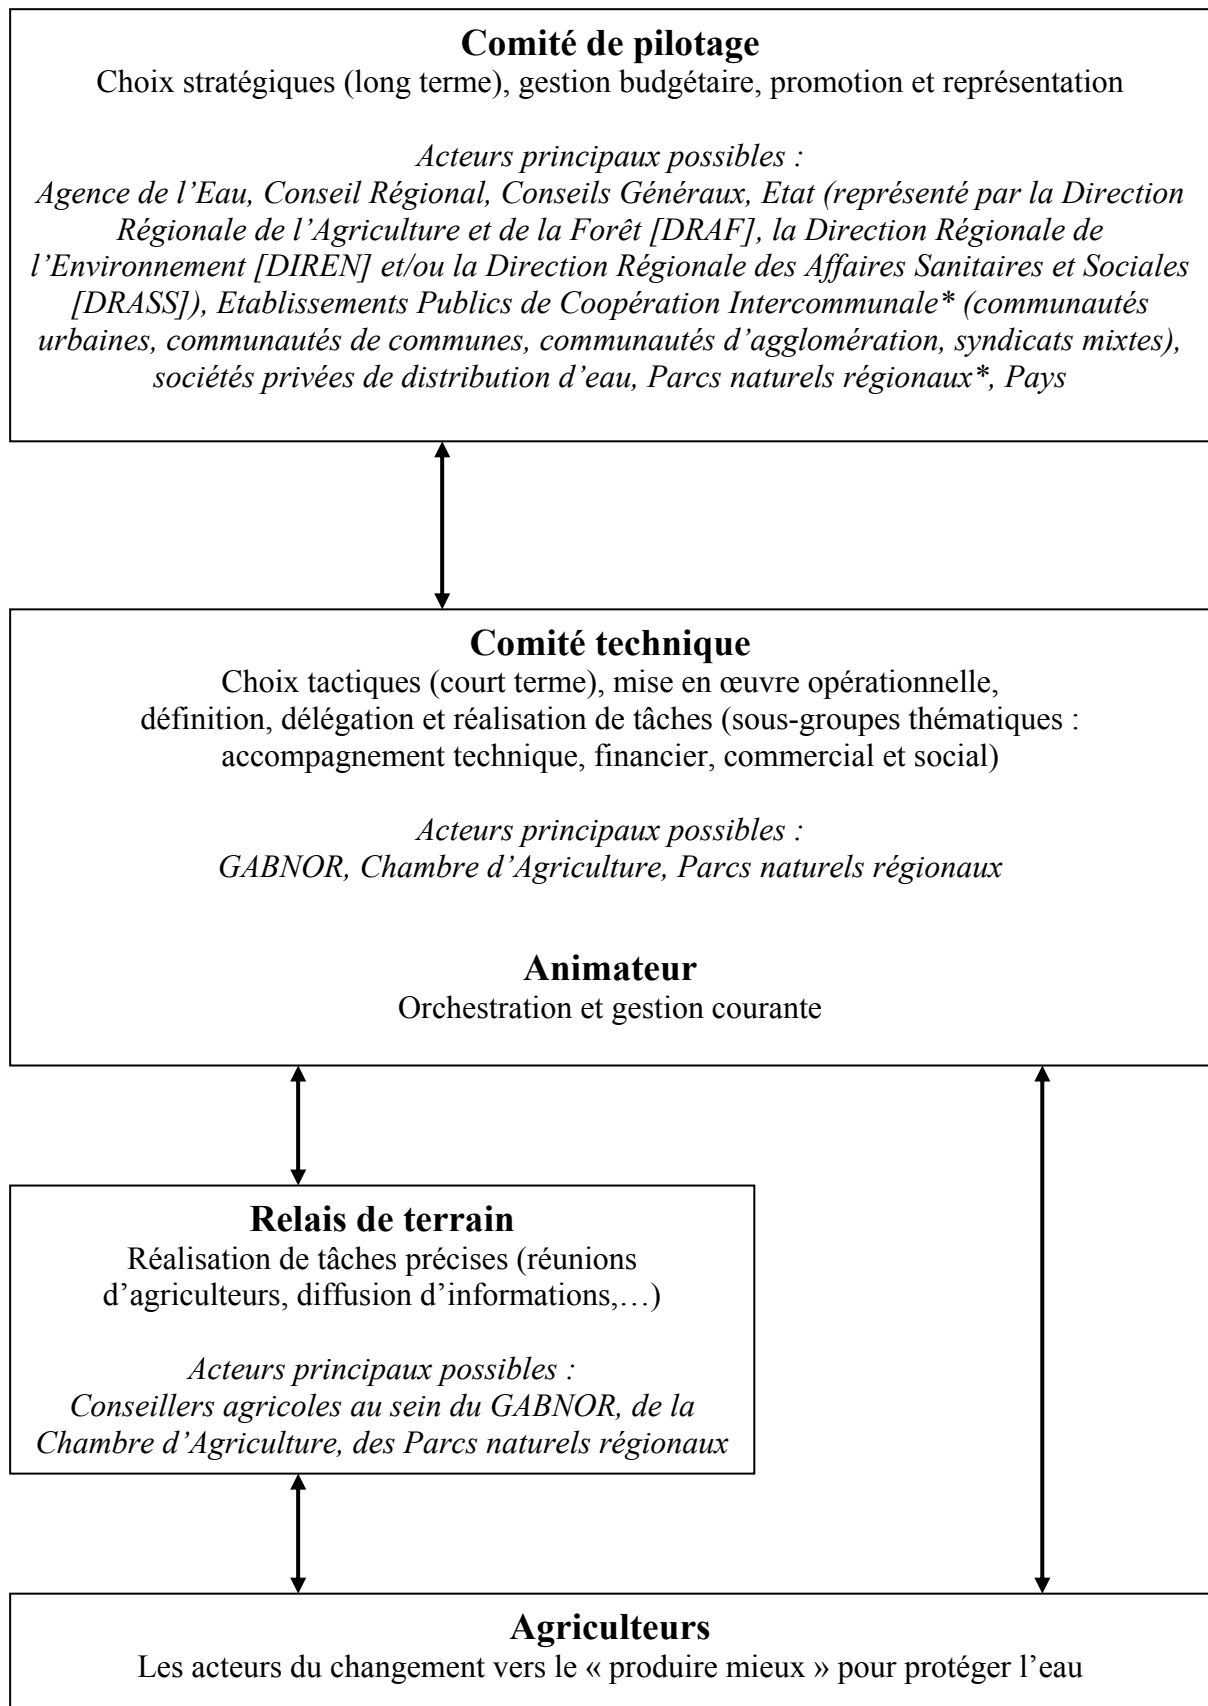 Comité de pilotage
Choix stratégiques (long terme), gestion budgétaire, promotion et représentation
Acteurs principaux possibles :
Agence de l’Eau, Conseil Régional, Conseils Généraux, Etat (représenté par la Direction
Régionale de l’Agriculture et de la Forêt [DRAF], la Direction Régionale de
l’Environnement [DIREN] et/ou la Direction Régionale des Affaires Sanitaires et Sociales
[DRASS]), Etablissements Publics de Coopération Intercommunale* (communautés
urbaines, communautés de communes, communautés d’agglomération, syndicats mixtes),
sociétés privées de distribution d’eau, Parcs naturels régionaux*, Pays
Comité technique
Choix tactiques (court terme), mise en œuvre opérationnelle,
définition, délégation et réalisation de tâches (sous-groupes thématiques :
accompagnement technique, financier, commercial et social)
Acteurs principaux possibles :
GABNOR, Chambre d’Agriculture, Parcs naturels régionaux
Animateur
Orchestration et gestion courante
Relais de terrain
Réalisation de tâches précises (réunions
d’agriculteurs, diffusion d’informations,…)
Acteurs principaux possibles :
Conseillers agricoles au sein du GABNOR, de la
Chambre d’Agriculture, des Parcs naturels régionaux
Agriculteurs
Les acteurs du changement vers le « produire mieux » pour protéger l’eau